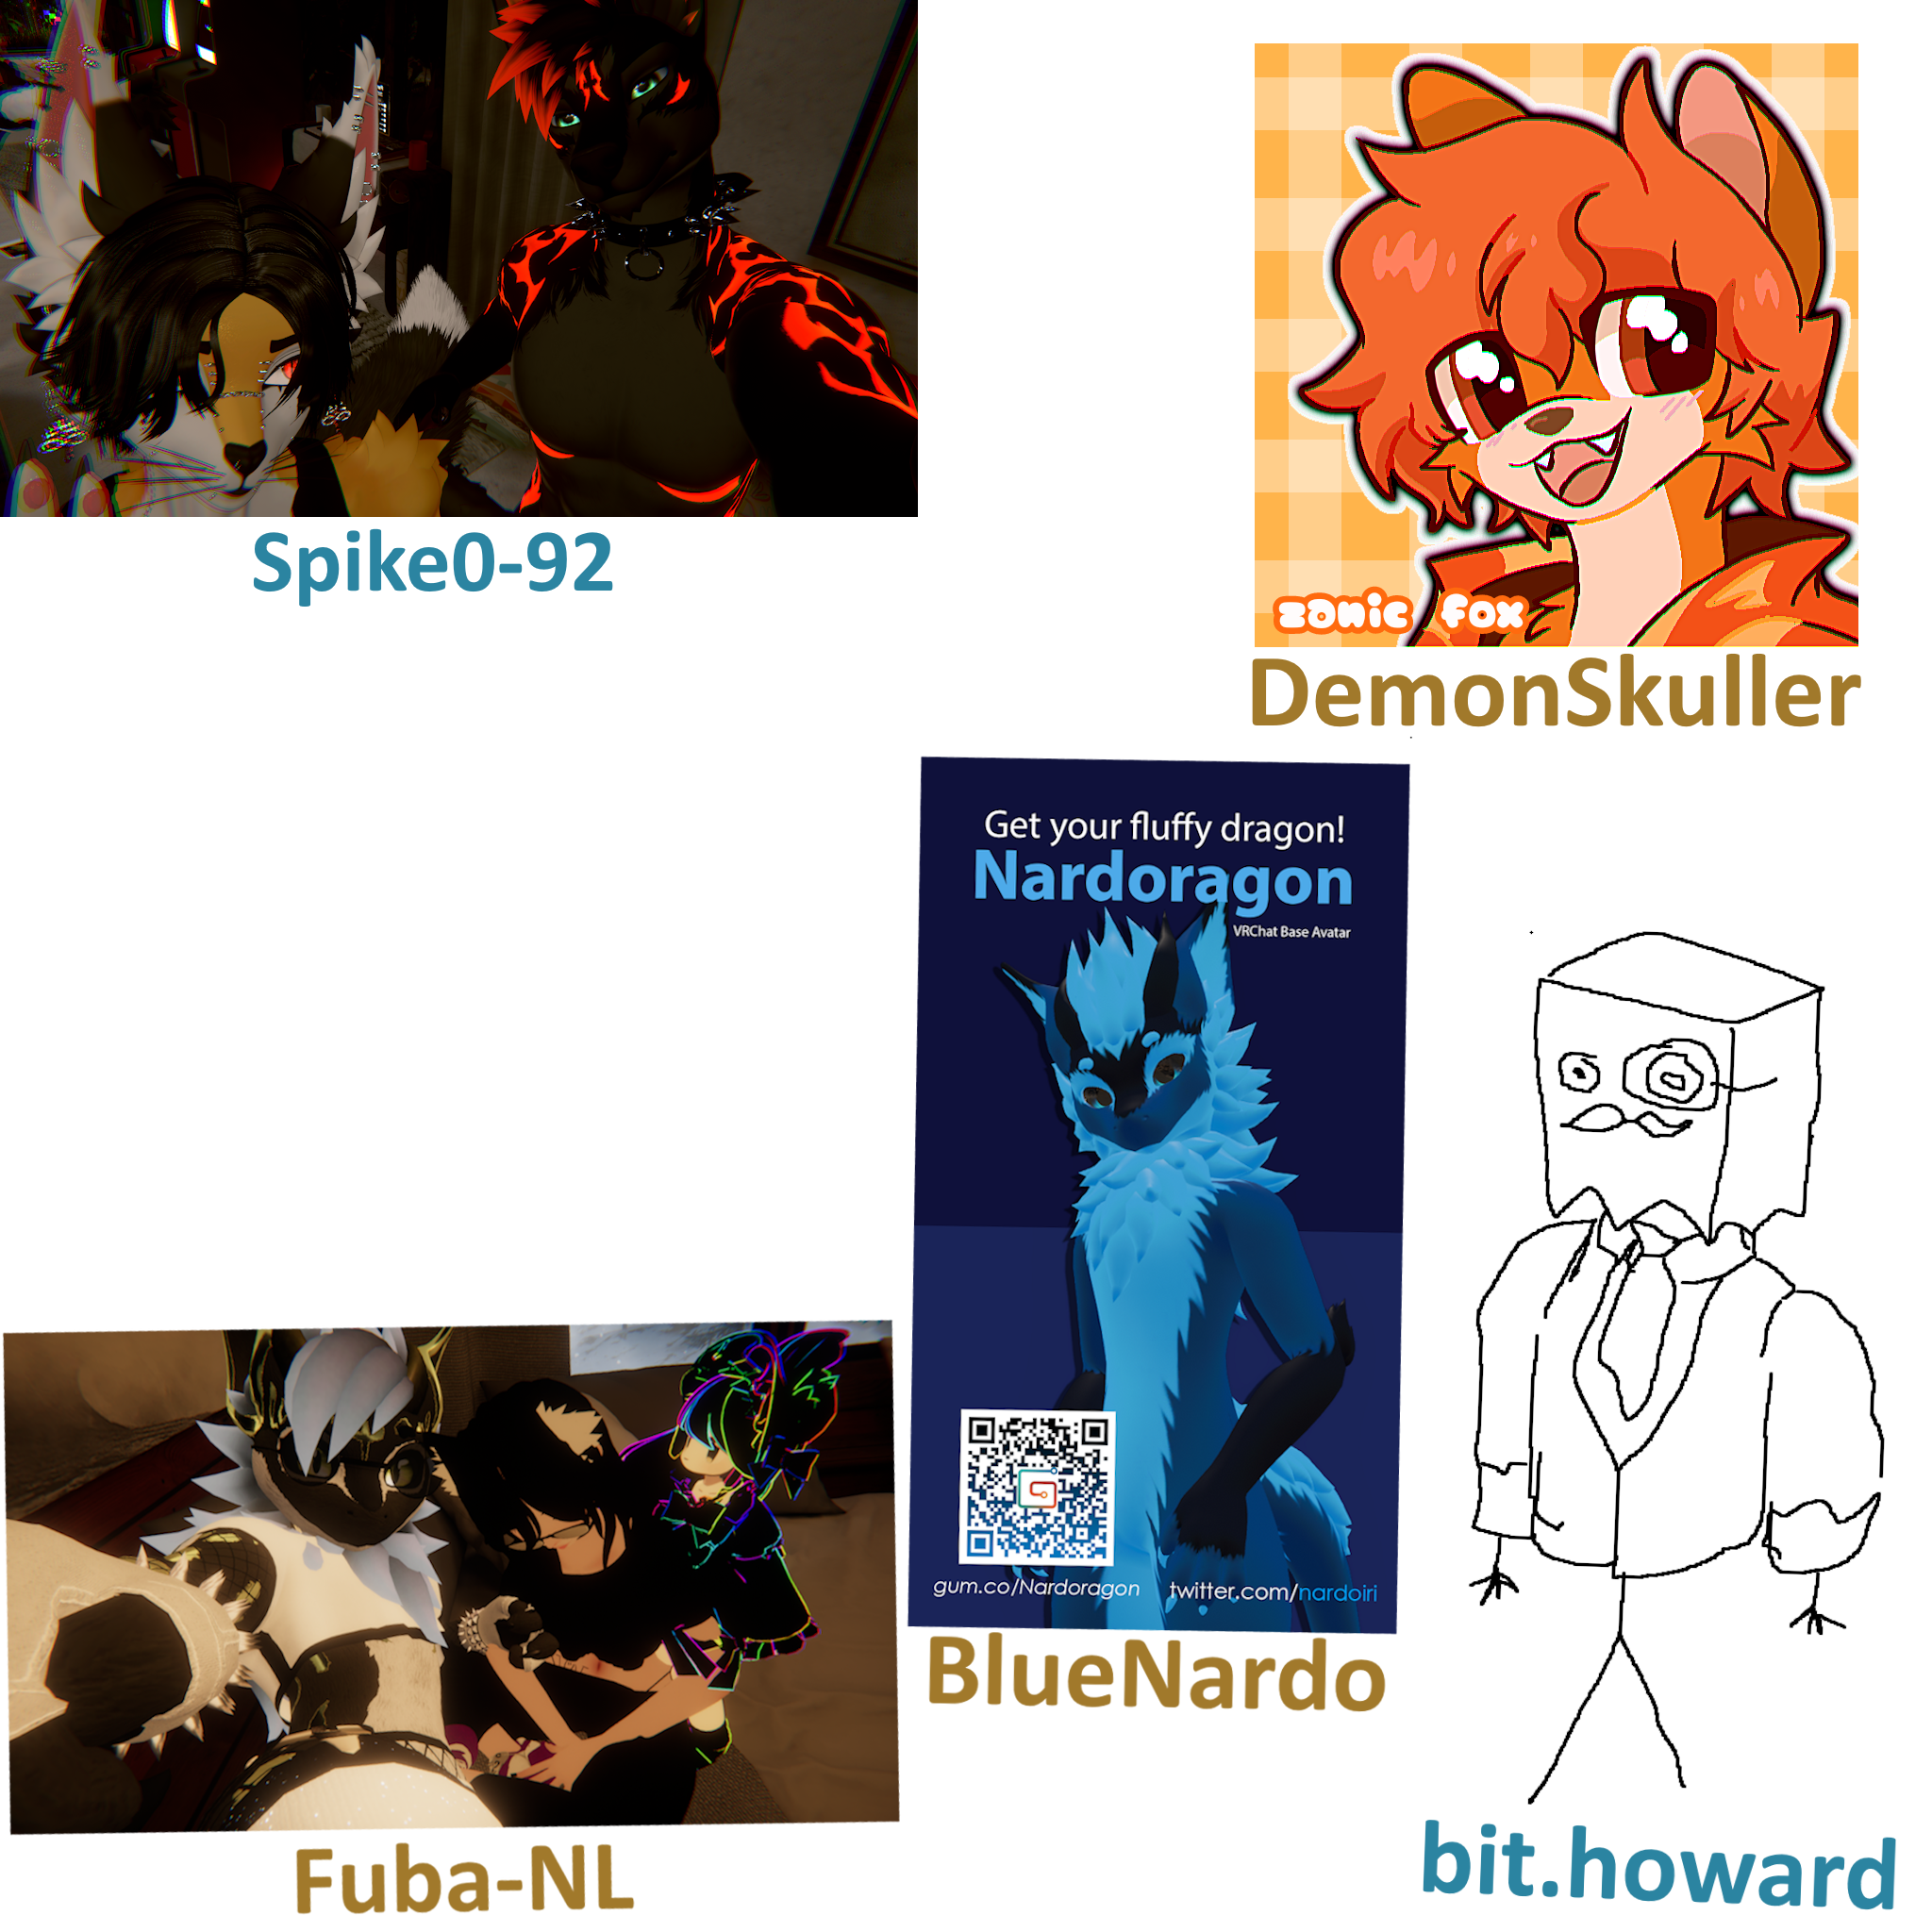 Spike0-92
zonic fox
DemonSkuller
Get your fluffy dragon!
Nardoragon
VRChat Base Avatar
gum.co/Nardoragon twitter.com/nardoiri
BlueNardo
Fuba-NL
bit.howard